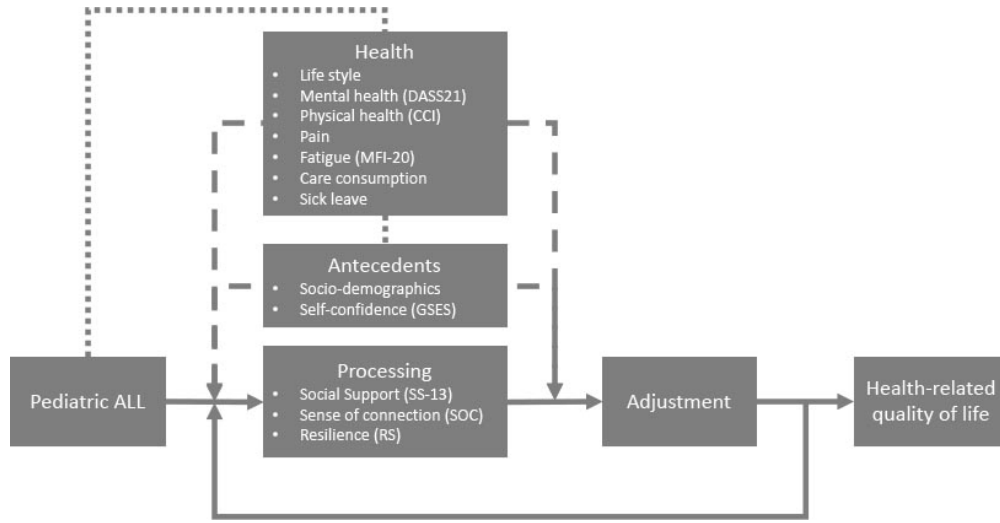 Health
• Life style
• Mental health (DASS21)
• Physical health (CCI)
• Pain
• Fatigue (MFI-20)
• Care consumption
• Sick leave
Antecedents
• Socio-demographics
• Self-confidence (GSES)
Pediatric ALL
Processing
• Social Support (SS-13)
• Sense of connection (SOC)
• Resilience (RS)
Adjustment
Health-related
quality of life